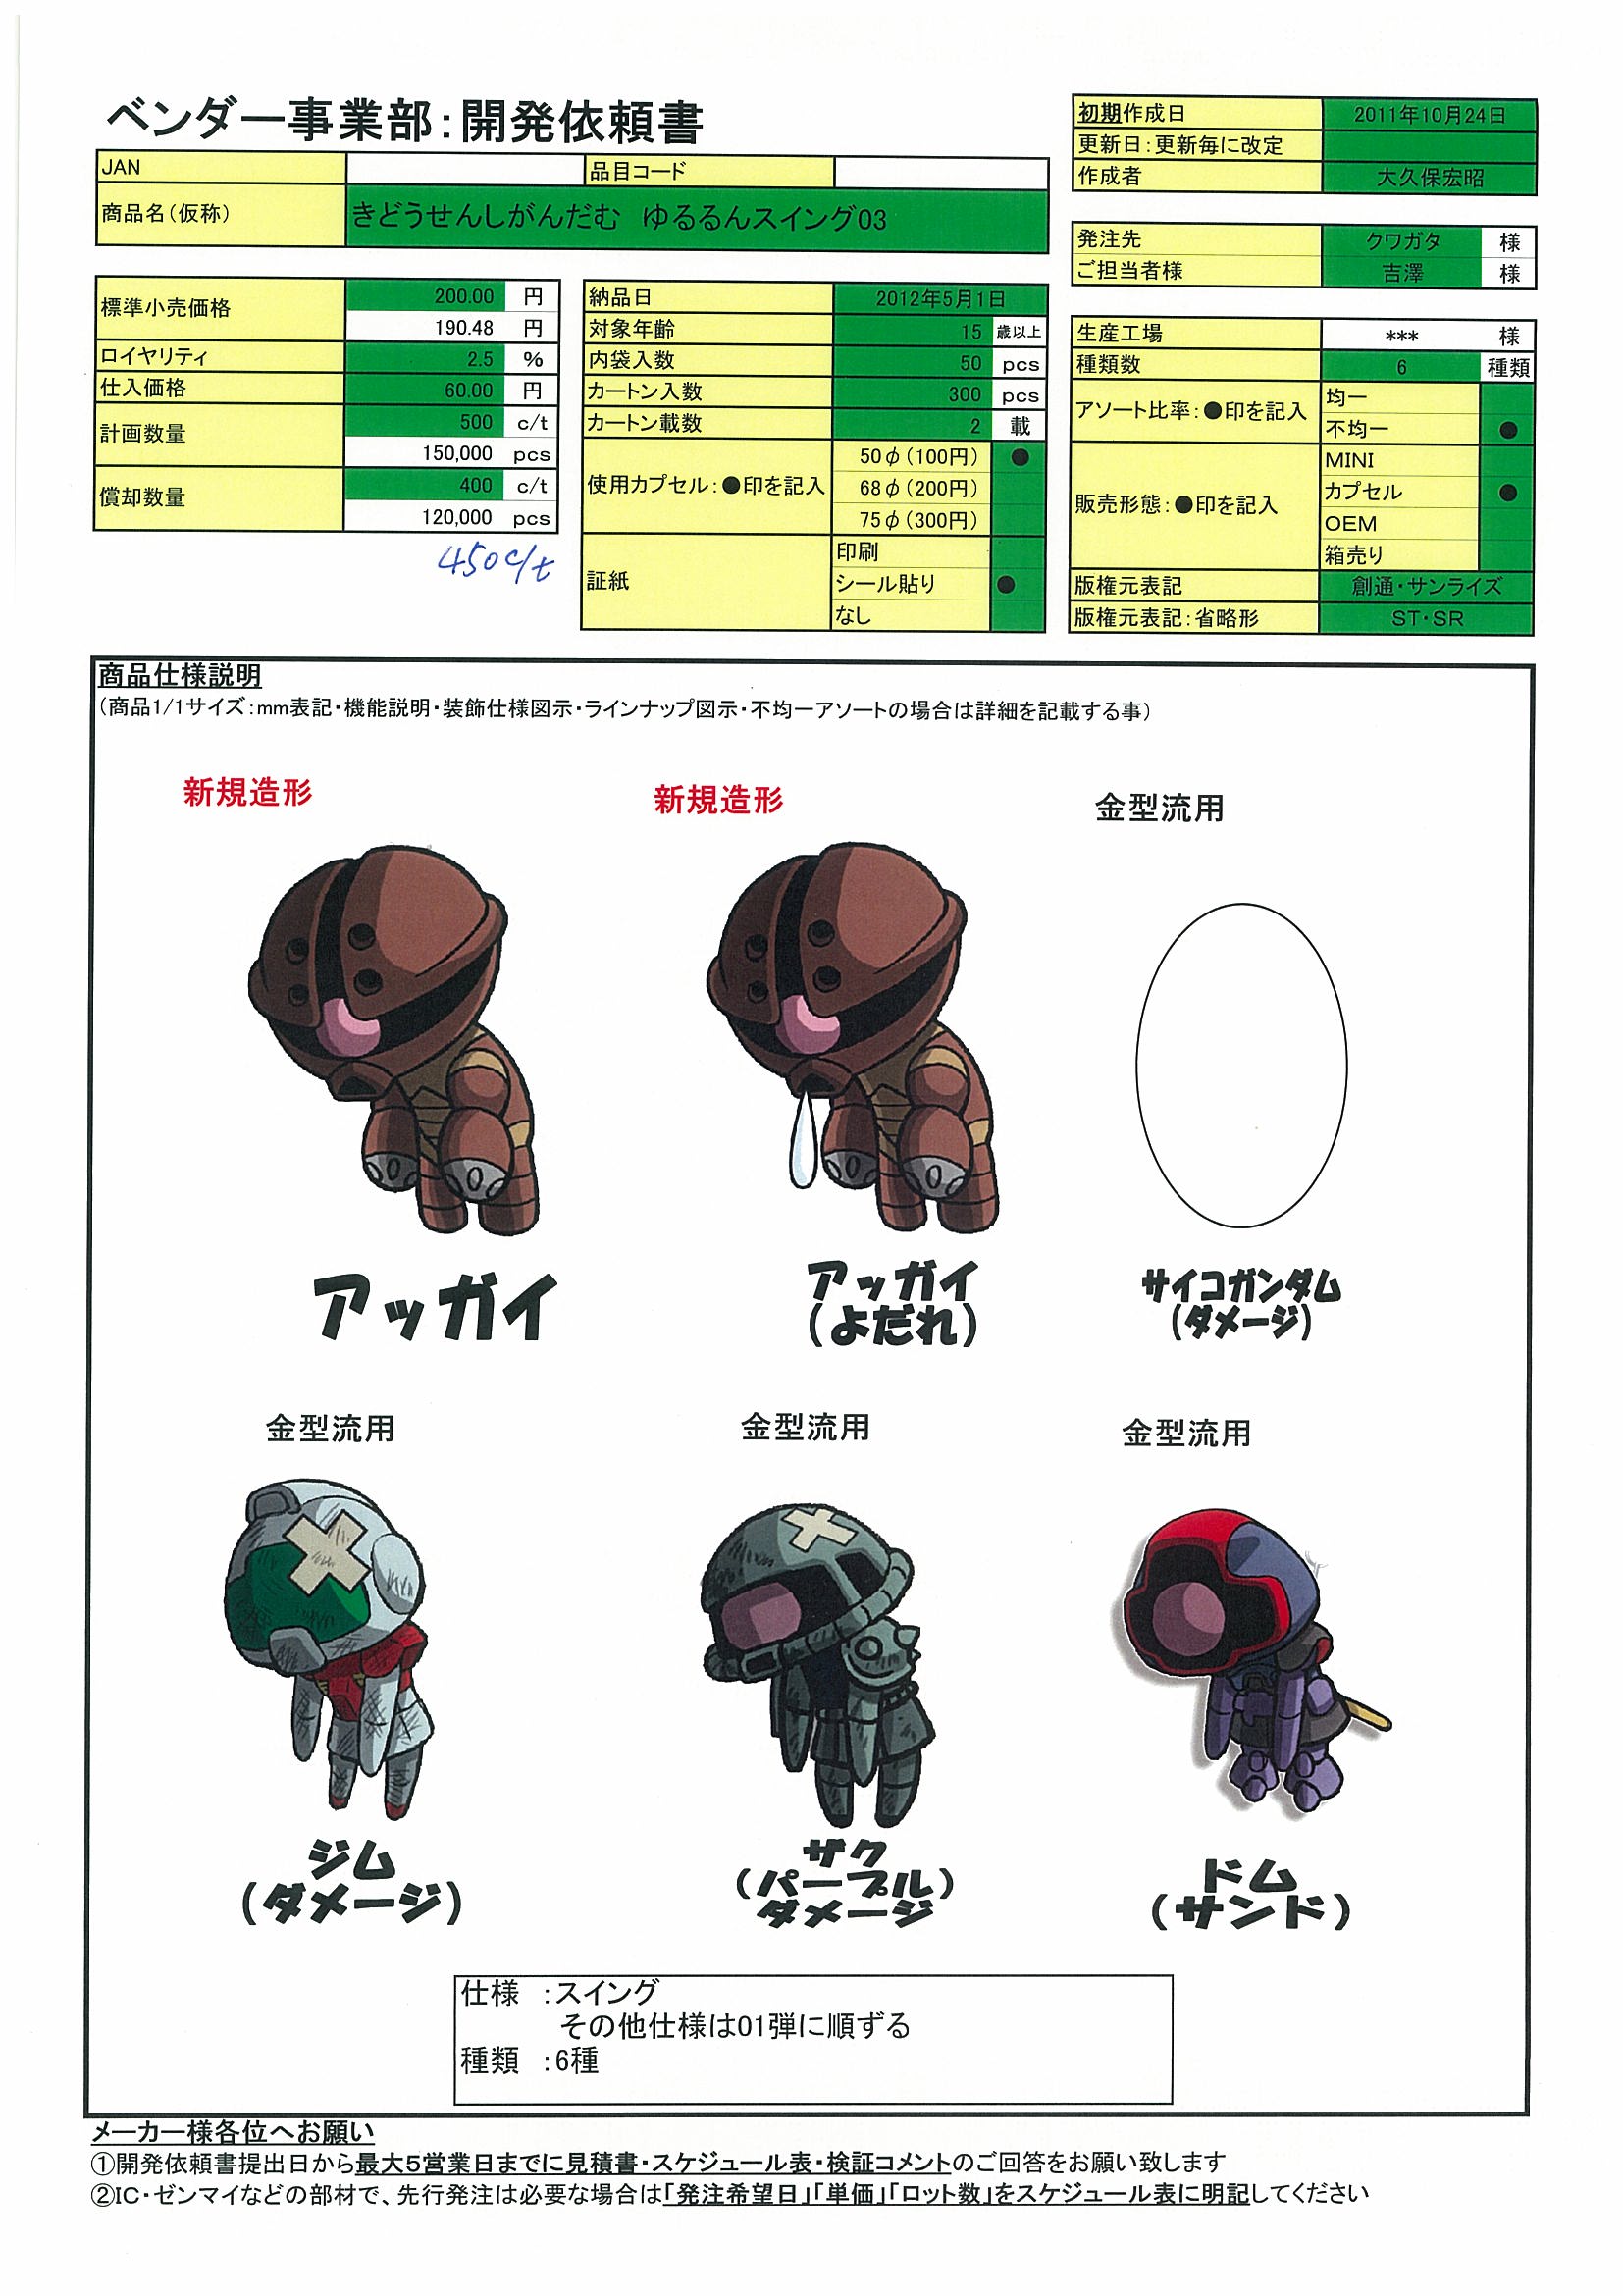 ベンダー事業部：開発依頼書
初期作成日 2011年10月24日
更新日：更新毎に改定
作成者 大久保宏昭
JAN 品目コード
商品名（仮称） きどうせんしがんだむ ゆるるんスイング03
発注先 クワガタ 様
ご担当者様 吉澤 様
標準小売価格 200.00 円
190.48 円
ロイヤリティ 2.5 %
仕入価格 60.00 円
計画数量 500 c/t
150,000 pcs
償却数量 400 c/t
120,000 pcs
450c/t
納品日 2012年5月1日
対象年齢 15 歳以上
内袋入数 50 pcs
カートン入数 300 pcs
カートン載数 2 載
使用カプセル：●印を記入
50φ（100円） ●
68φ（200円）
75φ（300円）
証紙
印刷
シール貼り ●
なし
生産工場 *** 様
種類数 6 種類
アソート比率：●印を記入
均一
不均一 ●
販売形態：●印を記入
MINI
カプセル ●
OEM
箱売り
版権元表記 創通・サンライズ
版権元表記：省略形 ST・SR
商品仕様説明
（商品1/1サイズ：mm表記・機能説明・装飾仕様図示・ラインナップ図示・不均一アソートの場合は詳細を記載する事）
新規造形 新規造形 金型流用
アッガイ
アッガイ
（よだれ）
サイコガンダム
（ダメージ）
金型流用 金型流用 金型流用
ジム
（ダメージ）
ザク
（パープル）
ダメージ
ドム
（サンド）
仕様 ：スイング
その他仕様は01弾に順ずる
種類 ：6種
メーカー様各位へお願い
①開発依頼書提出日から最大5営業日までに見積書・スケジュール表・検証コメントのご回答をお願い致します
②IC・ゼンマイなどの部材で、先行発注は必要な場合は「発注希望日」「単価」「ロット数」をスケジュール表に明記してください